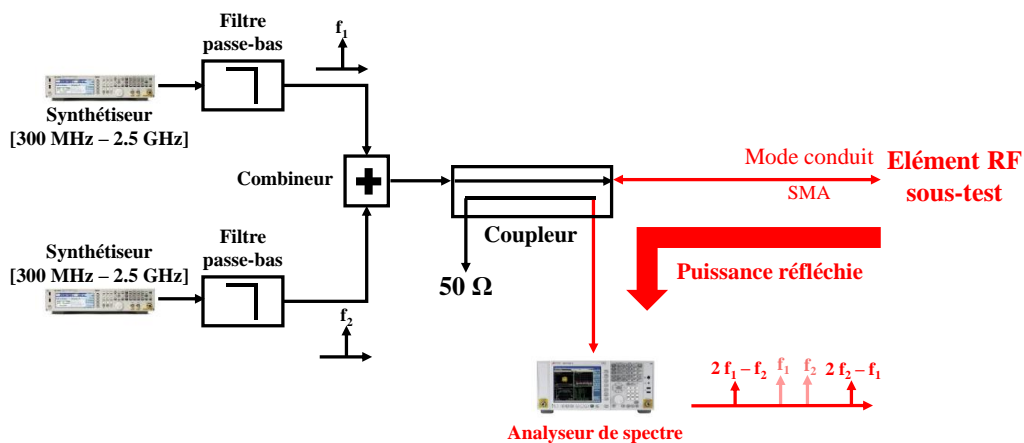 Filtre
passe-bas
f1
Synthétiseur
[300 MHz – 2.5 GHz]
Combineur
Mode conduit
SMA
Elément RF
sous-test
Coupleur
50 Ω
Puissance réfléchie
Synthétiseur
[300 MHz – 2.5 GHz]
Filtre
passe-bas
f2
2 f1 – f2
f1
f2
2 f2 – f1
Analyseur de spectre